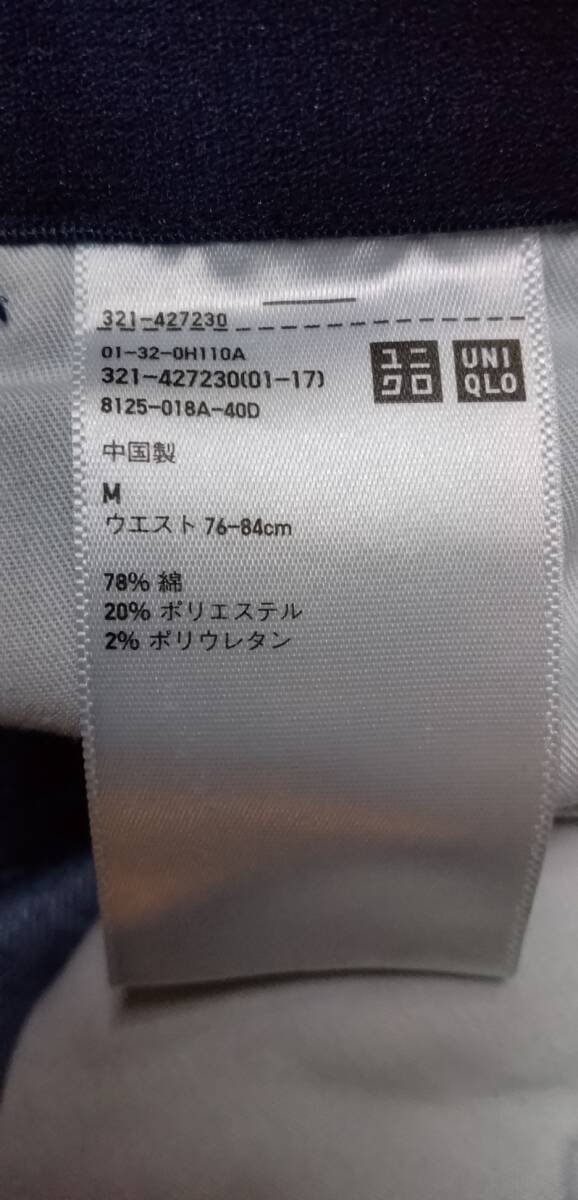 321-427230
01-32-0H110A
321-427230(01-17)
8125-018A-40D
ユニ
クロ
UNI
QLO
中国製
M
ウエスト 76-84cm
78% 綿
20% ポリエステル
2% ポリウレタン